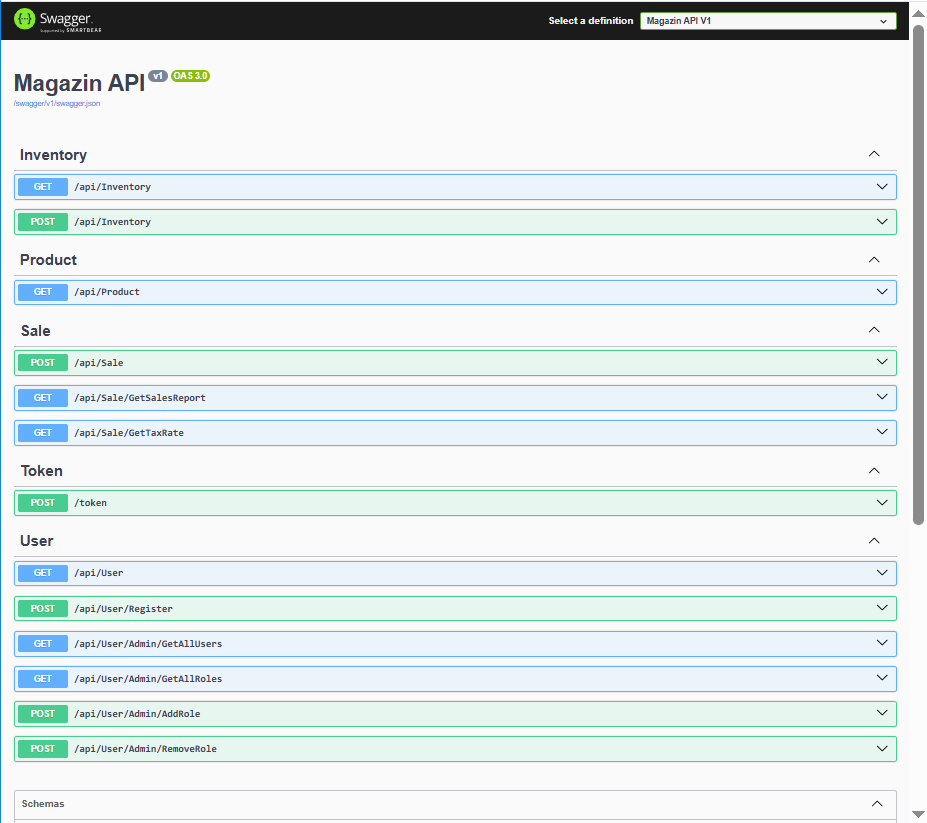 Swagger.
Supported by SMARTBEAR
Select a definition
Magazin API V1
Magazin API v1 OAS 3.0
/swagger/v1/swagger.json
Inventory
GET /api/Inventory
POST /api/Inventory
Product
GET /api/Product
Sale
POST /api/Sale
GET /api/Sale/GetSalesReport
GET /api/Sale/GetTaxRate
Token
POST /token
User
GET /api/User
POST /api/User/Register
GET /api/User/Admin/GetAllUsers
GET /api/User/Admin/GetAllRoles
POST /api/User/Admin/AddRole
POST /api/User/Admin/RemoveRole
Schemas